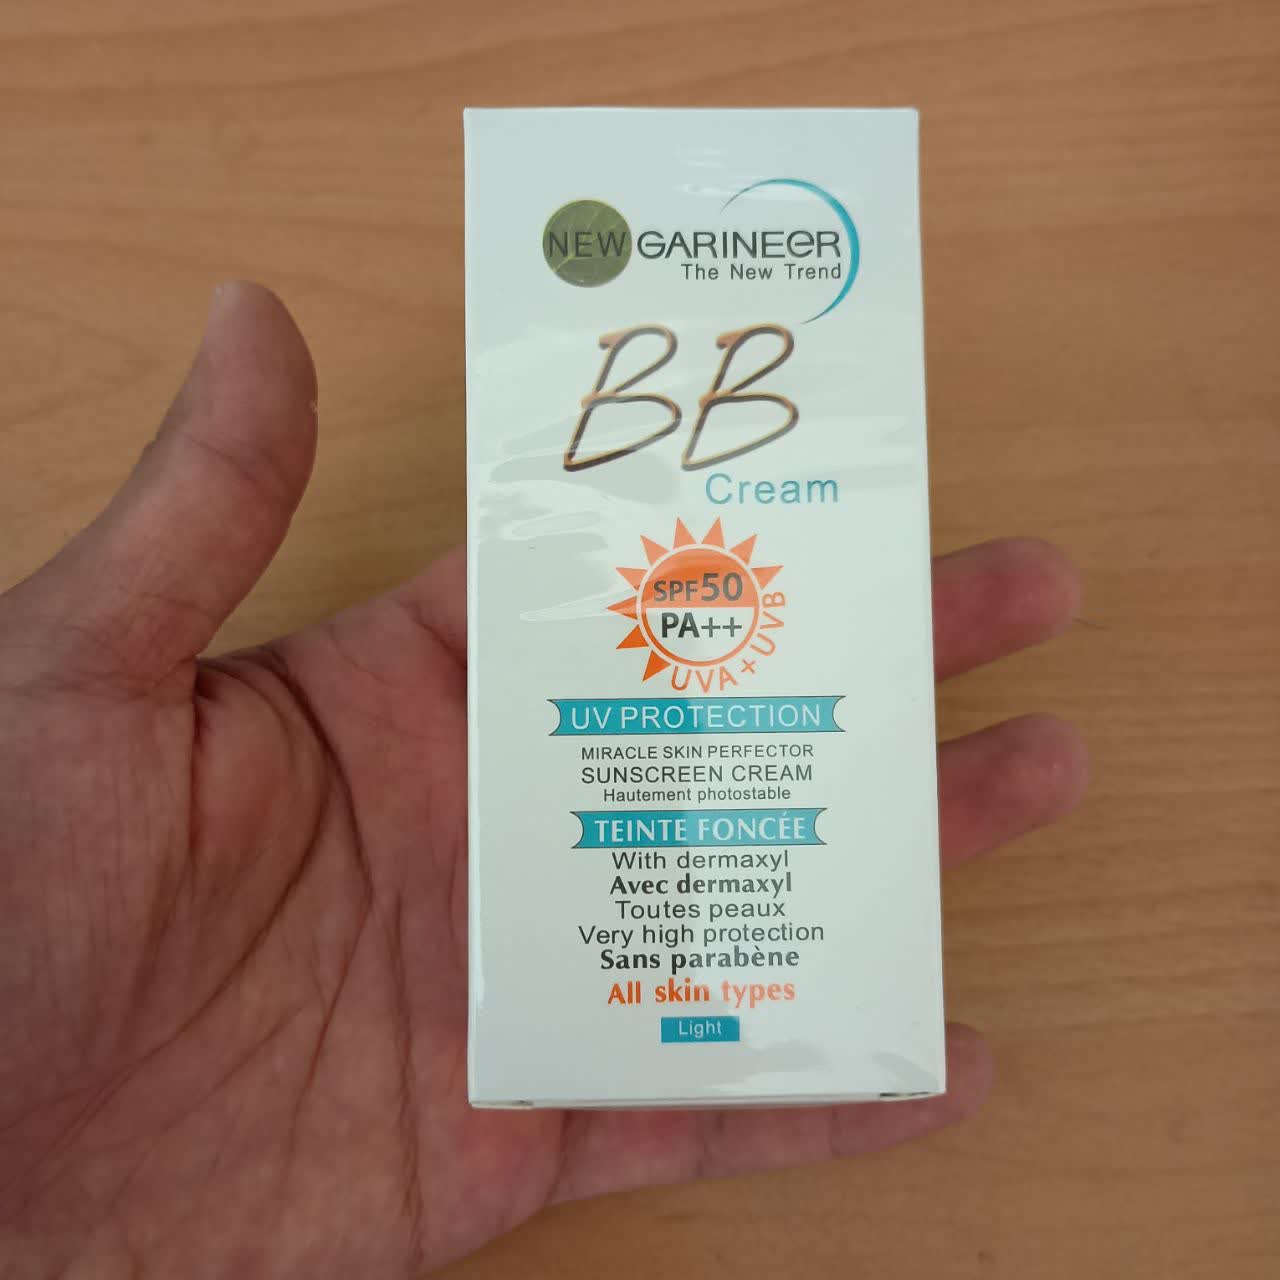 NEW GARINEER
The New Trend
BB
Cream
SPF50
PA++
UVA+UVB
UV PROTECTION
MIRACLE SKIN PERFECTOR
SUNSCREEN CREAM
Hautement photostable
TEINTE FONCÉE
With dermaxyl
Avec dermaxyl
Toutes peaux
Very high protection
Sans parabène
All skin types
Light